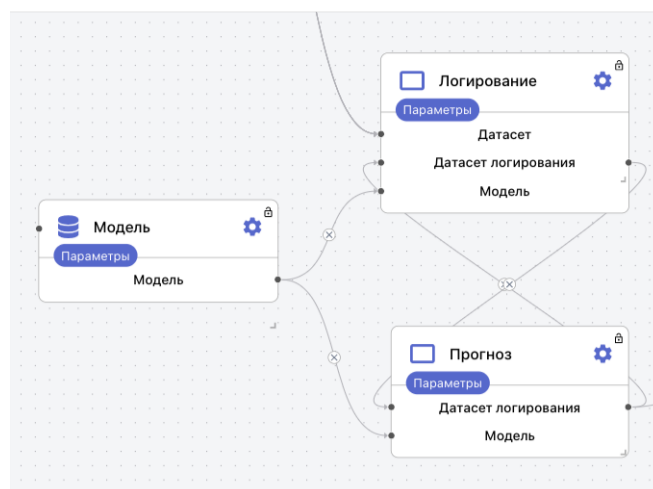 Логирование
Параметры
Датасет
Датасет логирования
Модель
Модель
Параметры
Модель
Прогноз
Параметры
Датасет логирования
Модель